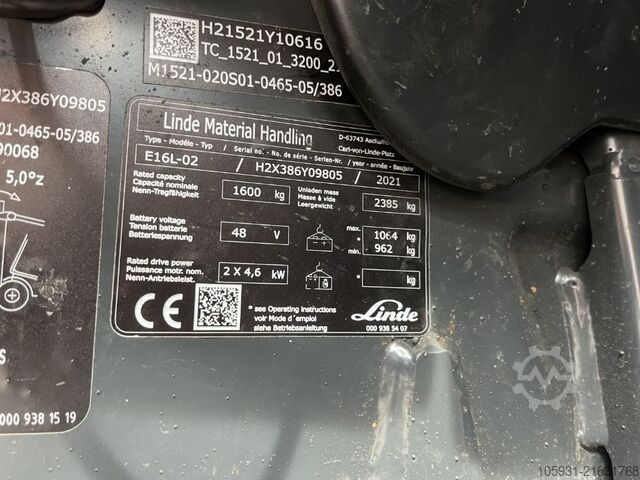 H21521Y10616
TC_1521_01_3200_2
M1521-020S01-0465-05/386
H2X386Y09805
01-0465-05/386
90068
5,0°z
S
000 938 15 19
Linde Material Handling
D-63743 Aschaffen
Carl-von-Linde-Platz
Type - Modèle - Typ / Serial no. - No. de série - Serien-Nr. / year - année - Baujahr
E16L-02 / H2X386Y09805 / 2021
Rated capacity
Capacité nominale
Nenn-Tragfähigkeit
1600 kg
Unladen mass
Masse à vide
Leergewicht
2385 kg
Battery voltage
Tension batterie
Batteriespannung
48 V
max. * 1064 kg
min. * 962 kg
Rated drive power
Puissance motr. nom.
Nenn-Antriebsleist.
2 X 4,6 kW
* kg
CE
* see Operating Instructions
voir Mode d´emploi
siehe Betriebsanleitung
Linde
000 938 54 07
105931-21691768